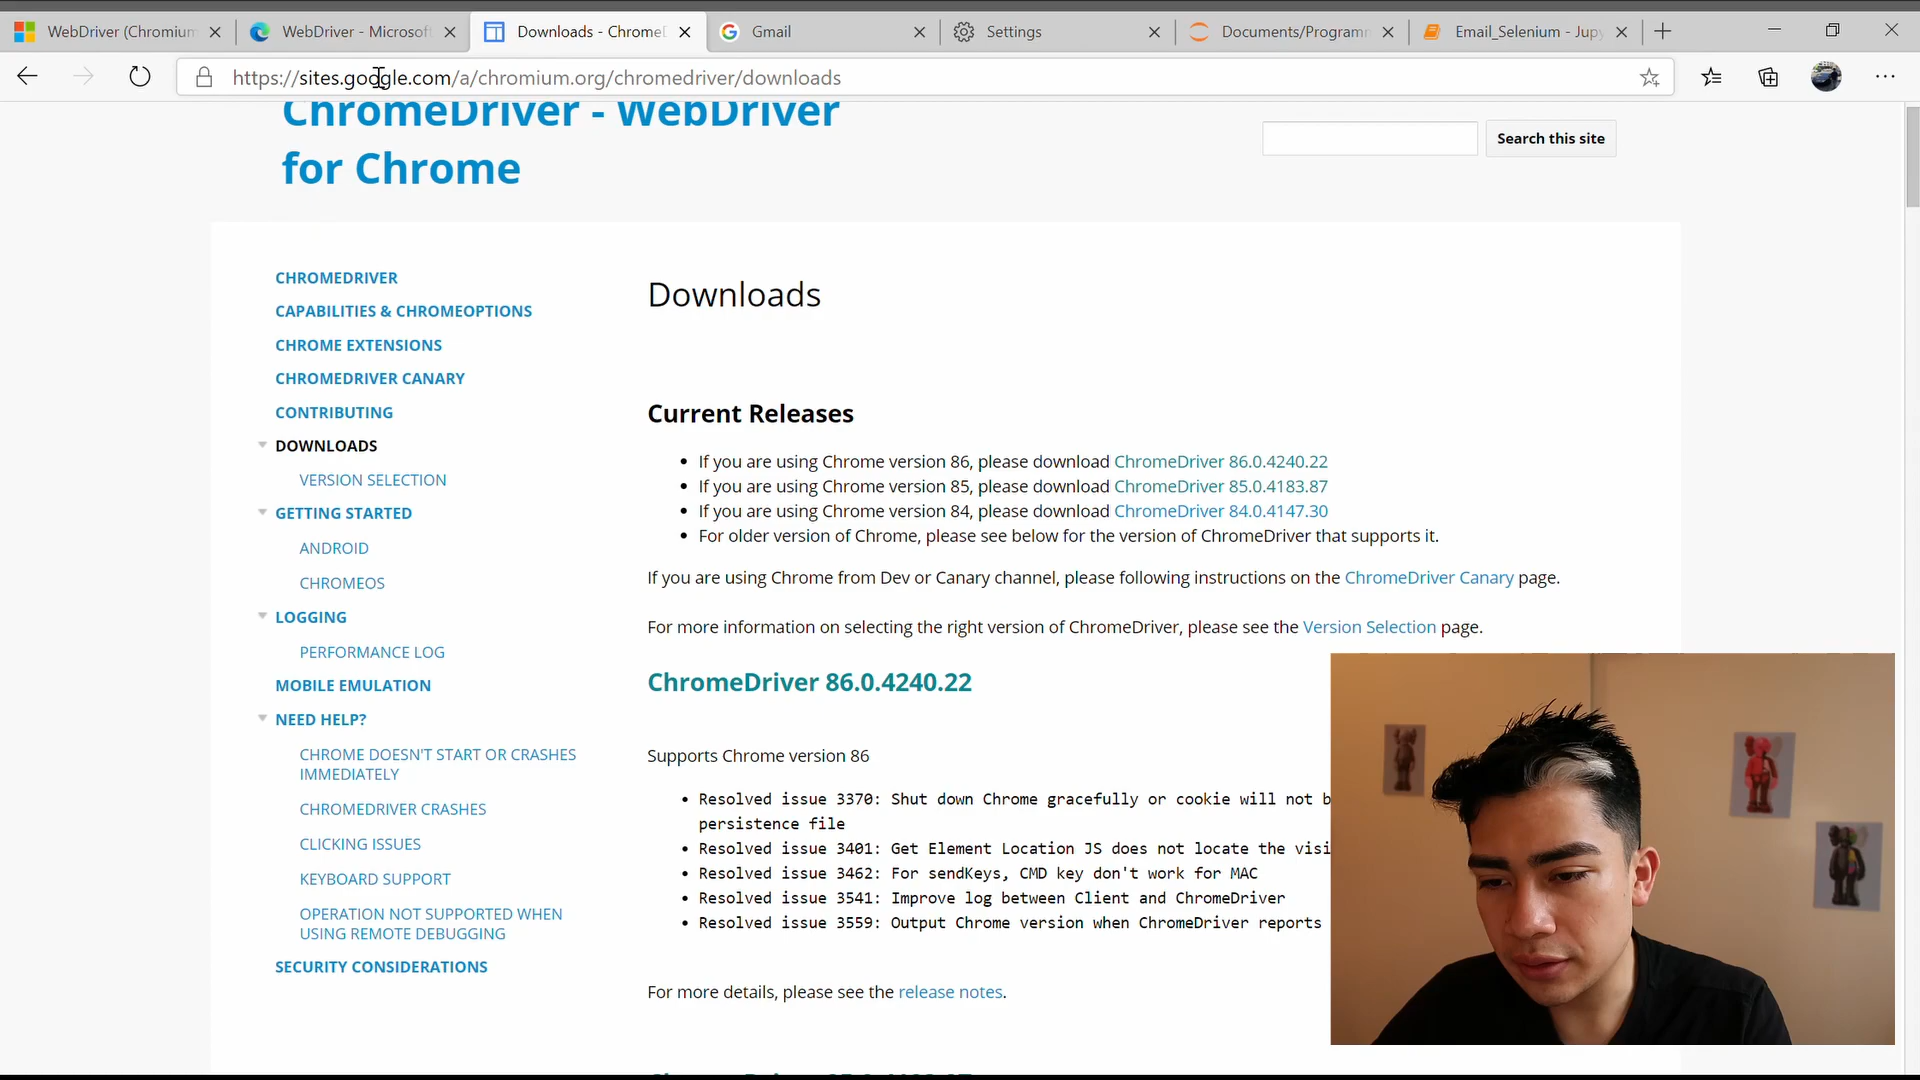 WebDriver (Chromium
WebDriver - Microsoft
Downloads - ChromeD
Gmail
Settings
Documents/Programm
Email_Selenium - Jupy
https://sites.google.com/a/chromium.org/chromedriver/downloads
ChromeDriver - WebDriver
for Chrome
Search this site
CHROMEDRIVER
CAPABILITIES & CHROMEOPTIONS
CHROME EXTENSIONS
CHROMEDRIVER CANARY
CONTRIBUTING
DOWNLOADS
VERSION SELECTION
GETTING STARTED
ANDROID
CHROMEOS
LOGGING
PERFORMANCE LOG
MOBILE EMULATION
NEED HELP?
CHROME DOESN'T START OR CRASHES
IMMEDIATELY
CHROMEDRIVER CRASHES
CLICKING ISSUES
KEYBOARD SUPPORT
OPERATION NOT SUPPORTED WHEN
USING REMOTE DEBUGGING
SECURITY CONSIDERATIONS
Downloads
Current Releases
• If you are using Chrome version 86, please download ChromeDriver 86.0.4240.22
• If you are using Chrome version 85, please download ChromeDriver 85.0.4183.87
• If you are using Chrome version 84, please download ChromeDriver 84.0.4147.30
• For older version of Chrome, please see below for the version of ChromeDriver that supports it.
If you are using Chrome from Dev or Canary channel, please following instructions on the ChromeDriver Canary page.
For more information on selecting the right version of ChromeDriver, please see the Version Selection page.
ChromeDriver 86.0.4240.22
Supports Chrome version 86
• Resolved issue 3370: Shut down Chrome gracefully or cookie will not b
persistence file
• Resolved issue 3401: Get Element Location JS does not locate the visi
• Resolved issue 3462: For sendKeys, CMD key don't work for MAC
• Resolved issue 3541: Improve log between Client and ChromeDriver
• Resolved issue 3559: Output Chrome version when ChromeDriver reports
For more details, please see the release notes.